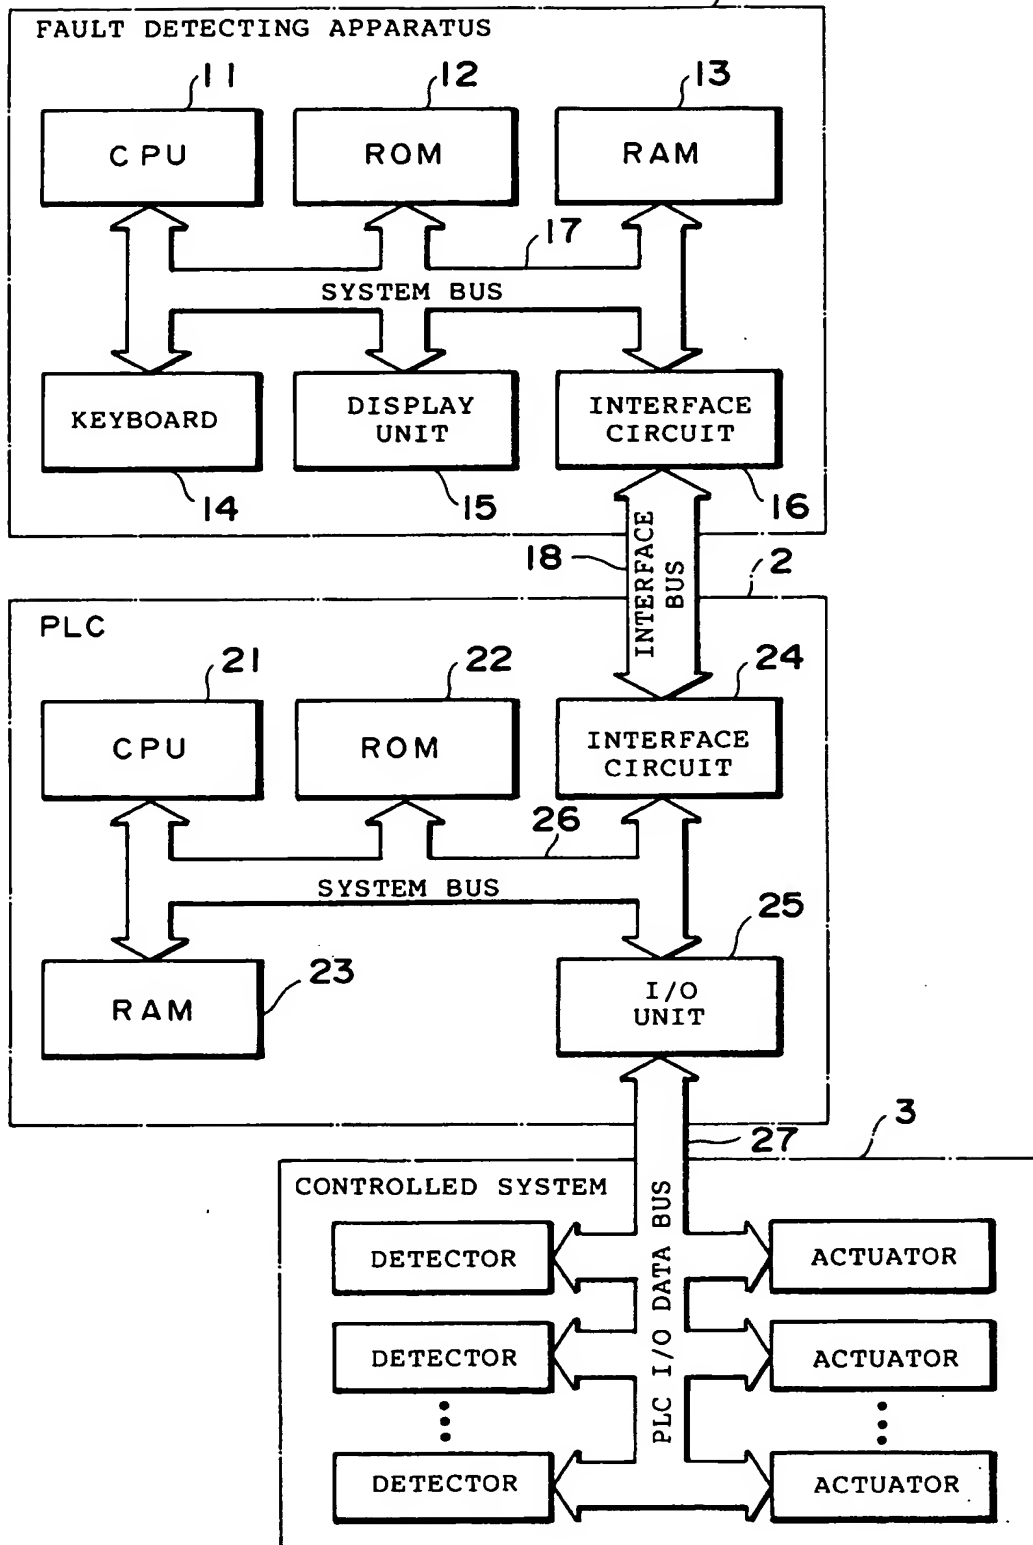 FAULT DETECTING APPARATUS
11
12
13
CPU
ROM
RAM
17
SYSTEM BUS
KEYBOARD
DISPLAY
UNIT
INTERFACE
CIRCUIT
14
15
16
18
INTERFACE
BUS
2
PLC
21
22
24
CPU
ROM
INTERFACE
CIRCUIT
26
SYSTEM BUS
25
23
RAM
I/O
UNIT
27
3
CONTROLLED SYSTEM
PLC I/O DATA BUS
DETECTOR
ACTUATOR
DETECTOR
ACTUATOR
DETECTOR
ACTUATOR